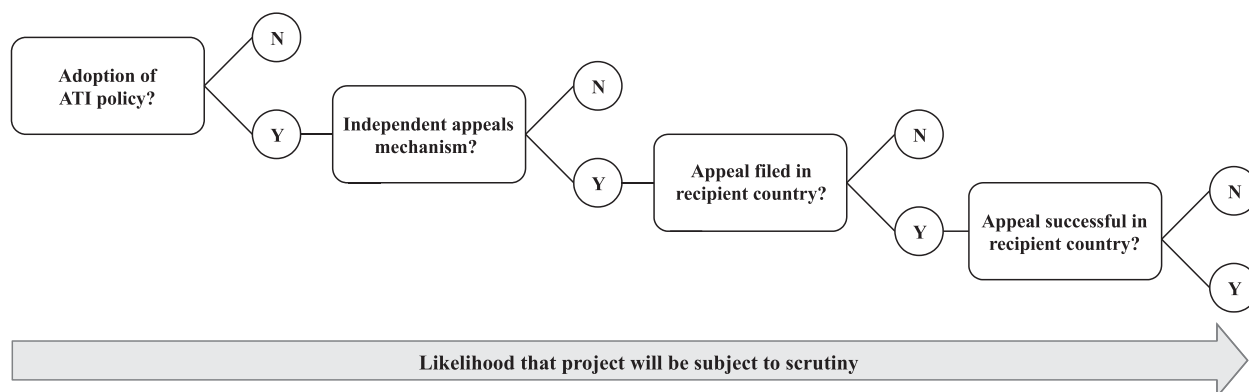 Adoption of
ATI policy?
N
Y
Independent appeals
mechanism?
N
Y
Appeal filed in
recipient country?
N
Y
Appeal successful in
recipient country?
N
Y
Likelihood that project will be subject to scrutiny